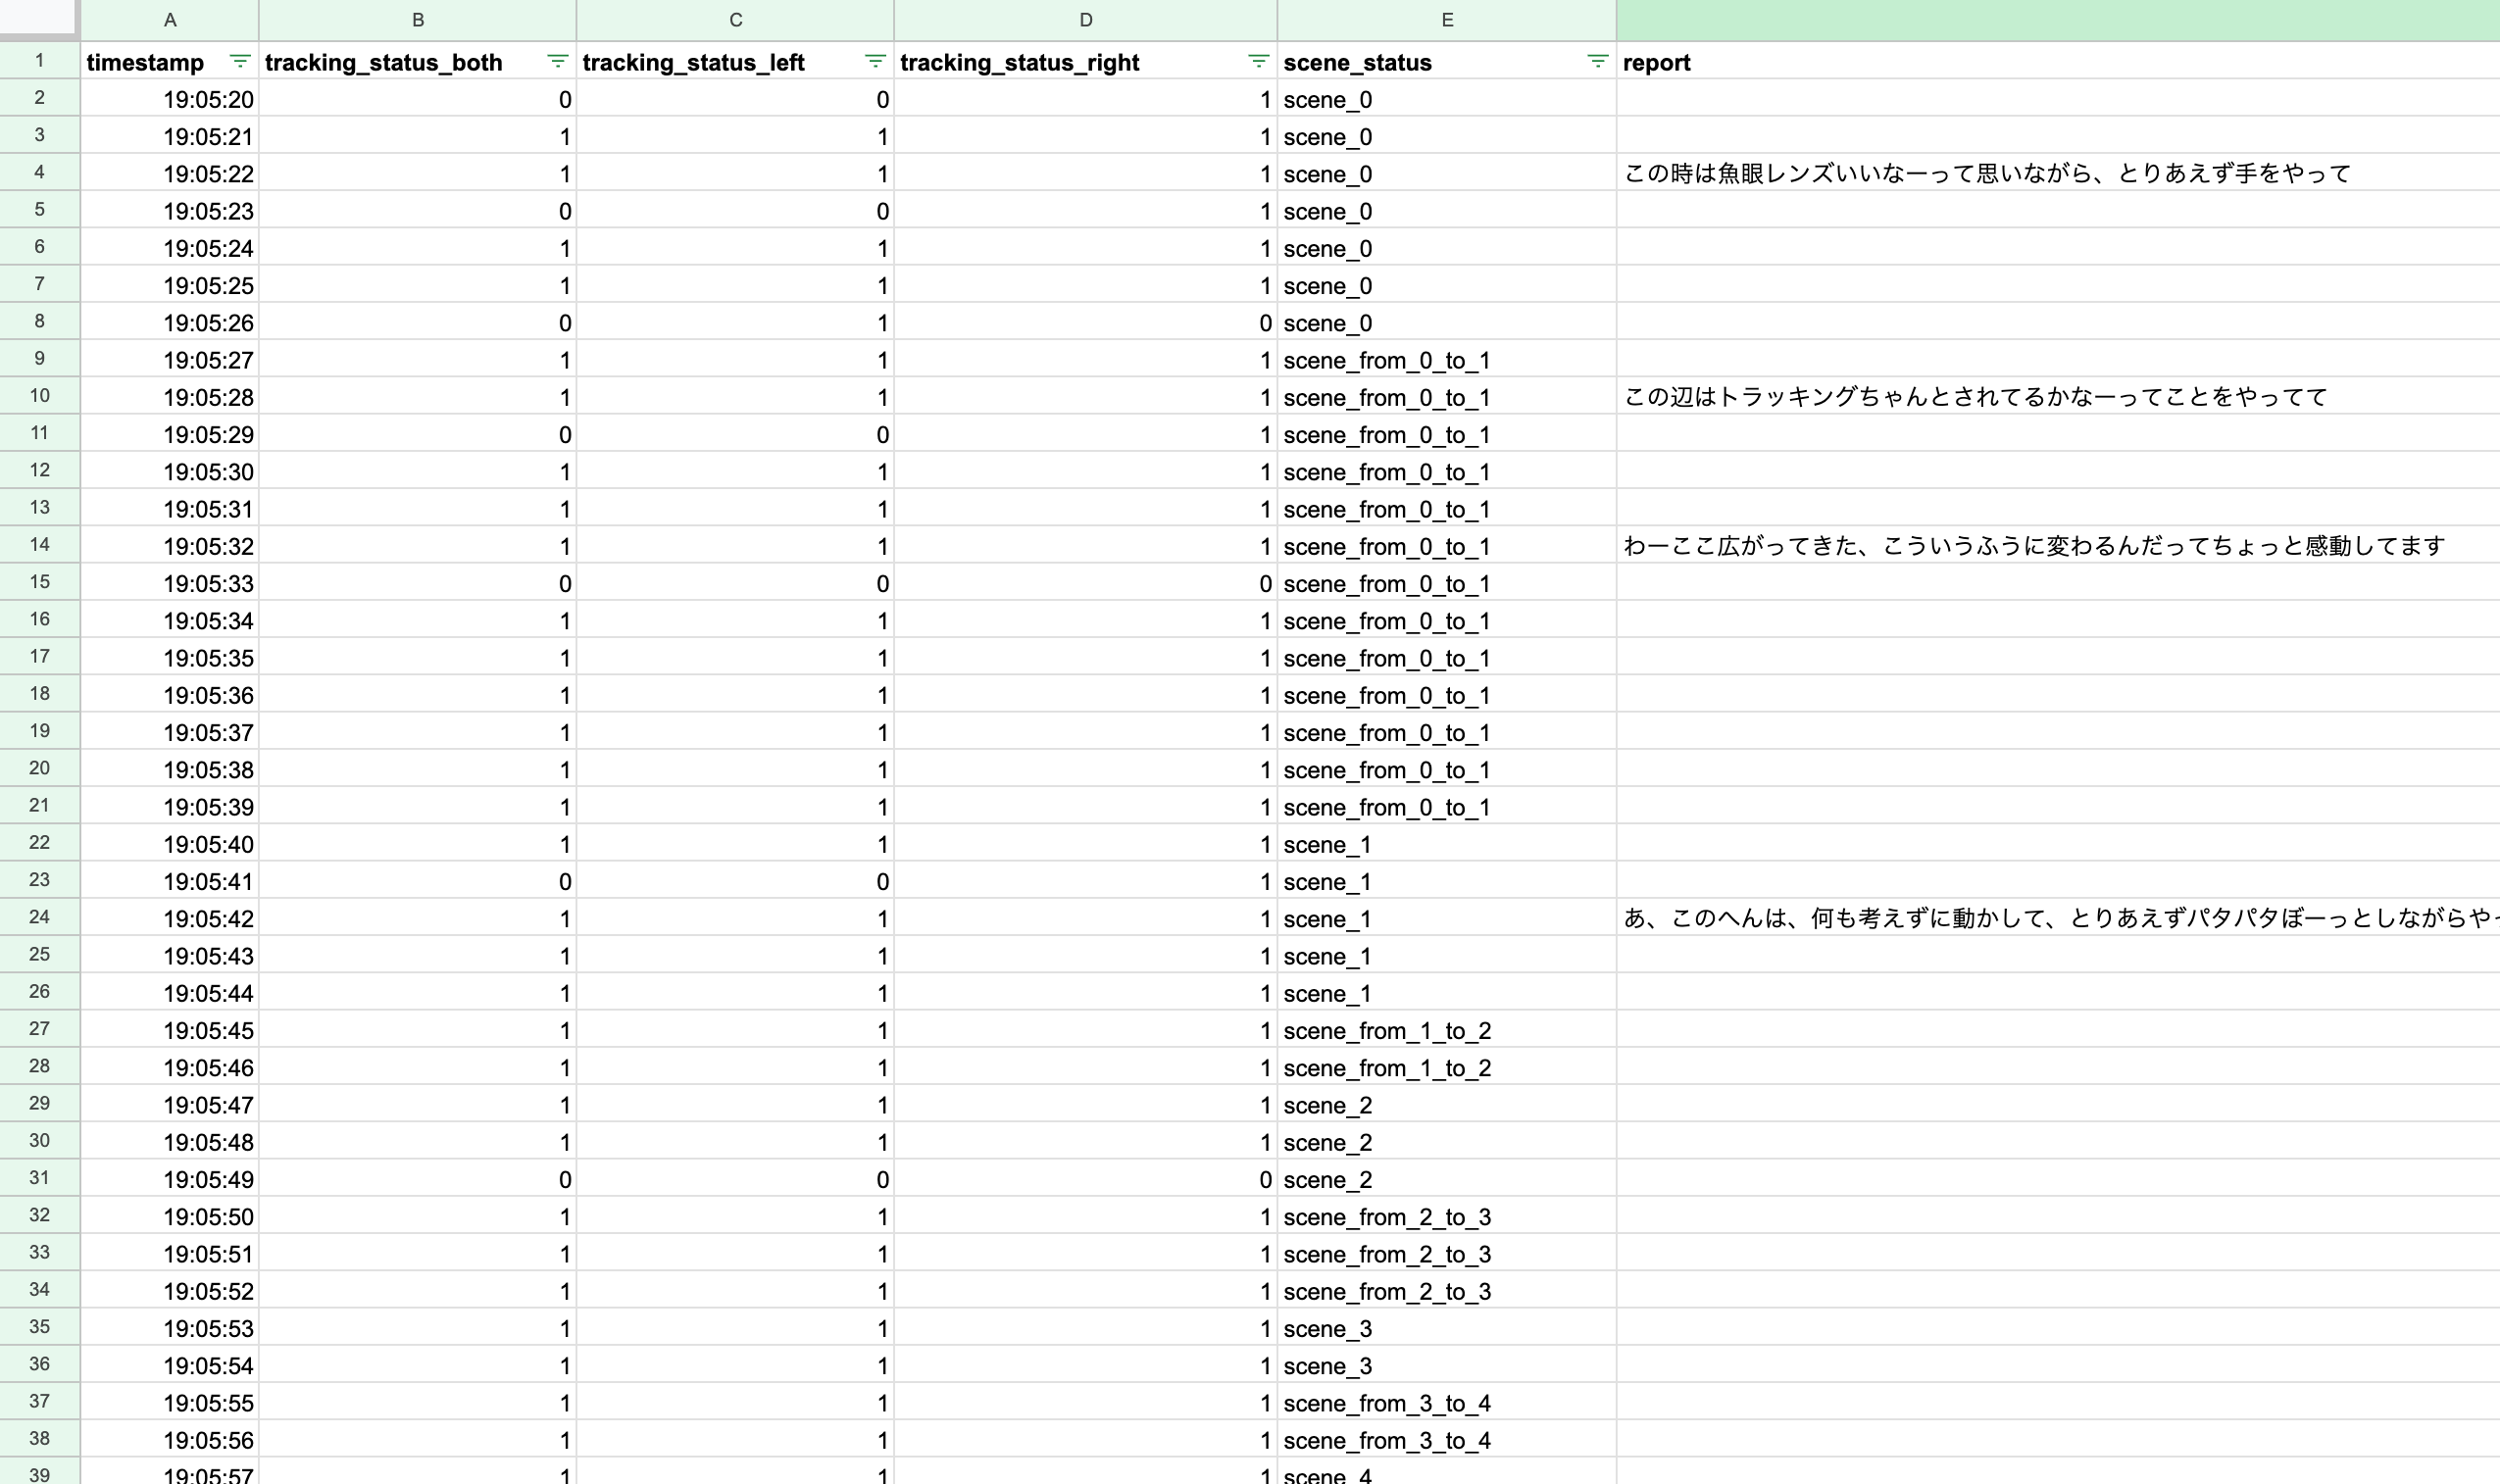 A B C D E
1 timestamp tracking_status_both tracking_status_left tracking_status_right scene_status report
2 19:05:20 0 0 1 scene_0
3 19:05:21 1 1 1 scene_0
4 19:05:22 1 1 1 scene_0 この時は魚眼レンズいいなーって思いながら、とりあえず手をやって
5 19:05:23 0 0 1 scene_0
6 19:05:24 1 1 1 scene_0
7 19:05:25 1 1 1 scene_0
8 19:05:26 0 1 0 scene_0
9 19:05:27 1 1 1 scene_from_0_to_1
10 19:05:28 1 1 1 scene_from_0_to_1 この辺はトラッキングちゃんとされてるかなーってことをやってて
11 19:05:29 0 0 1 scene_from_0_to_1
12 19:05:30 1 1 1 scene_from_0_to_1
13 19:05:31 1 1 1 scene_from_0_to_1
14 19:05:32 1 1 1 scene_from_0_to_1 わーここ広がってきた、こういうふうに変わるんだってちょっと感動してます
15 19:05:33 0 0 0 scene_from_0_to_1
16 19:05:34 1 1 1 scene_from_0_to_1
17 19:05:35 1 1 1 scene_from_0_to_1
18 19:05:36 1 1 1 scene_from_0_to_1
19 19:05:37 1 1 1 scene_from_0_to_1
20 19:05:38 1 1 1 scene_from_0_to_1
21 19:05:39 1 1 1 scene_from_0_to_1
22 19:05:40 1 1 1 scene_1
23 19:05:41 0 0 1 scene_1
24 19:05:42 1 1 1 scene_1 あ、このへんは、何も考えずに動かして、とりあえずパタパタぼーっとしながらや
25 19:05:43 1 1 1 scene_1
26 19:05:44 1 1 1 scene_1
27 19:05:45 1 1 1 scene_from_1_to_2
28 19:05:46 1 1 1 scene_from_1_to_2
29 19:05:47 1 1 1 scene_2
30 19:05:48 1 1 1 scene_2
31 19:05:49 0 0 0 scene_2
32 19:05:50 1 1 1 scene_from_2_to_3
33 19:05:51 1 1 1 scene_from_2_to_3
34 19:05:52 1 1 1 scene_from_2_to_3
35 19:05:53 1 1 1 scene_3
36 19:05:54 1 1 1 scene_3
37 19:05:55 1 1 1 scene_from_3_to_4
38 19:05:56 1 1 1 scene_from_3_to_4
39 19:05:57 1 1 1 scene_4